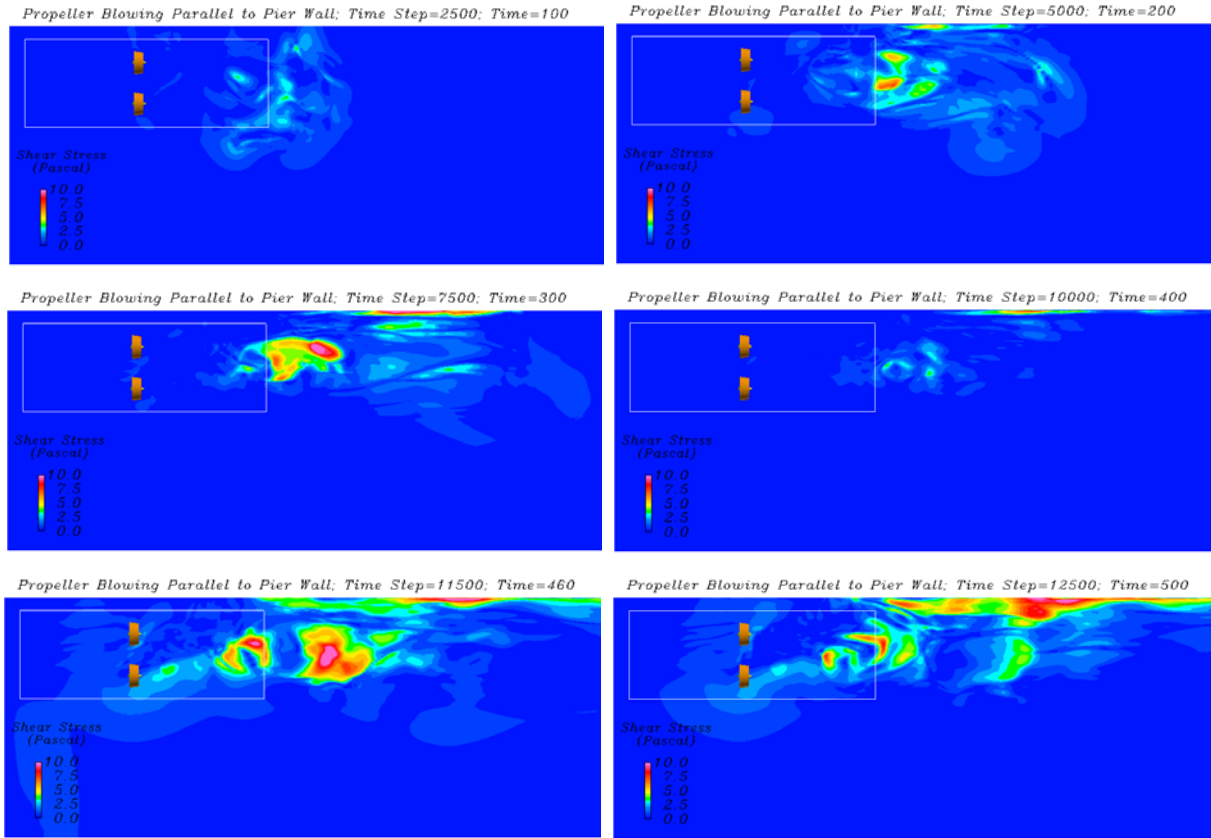 Propeller Blowing Parallel to Pier Wall; Time Step=2500; Time=100
Shear Stress
(Pascal)
10.0
7.5
5.0
2.5
0.0
Propeller Blowing Parallel to Pier Wall; Time Step=5000; Time=200
Shear Stress
(Pascal)
10.0
7.5
5.0
2.5
0.0
Propeller Blowing Parallel to Pier Wall; Time Step=7500; Time=300
Shear Stress
(Pascal)
10.0
7.5
5.0
2.5
0.0
Propeller Blowing Parallel to Pier Wall; Time Step=10000; Time=400
Shear Stress
(Pascal)
10.0
7.5
5.0
2.5
0.0
Propeller Blowing Parallel to Pier Wall; Time Step=11500; Time=460
Shear Stress
(Pascal)
10.0
7.5
5.0
2.5
0.0
Propeller Blowing Parallel to Pier Wall; Time Step=12500; Time=500
Shear Stress
(Pascal)
10.0
7.5
5.0
2.5
0.0